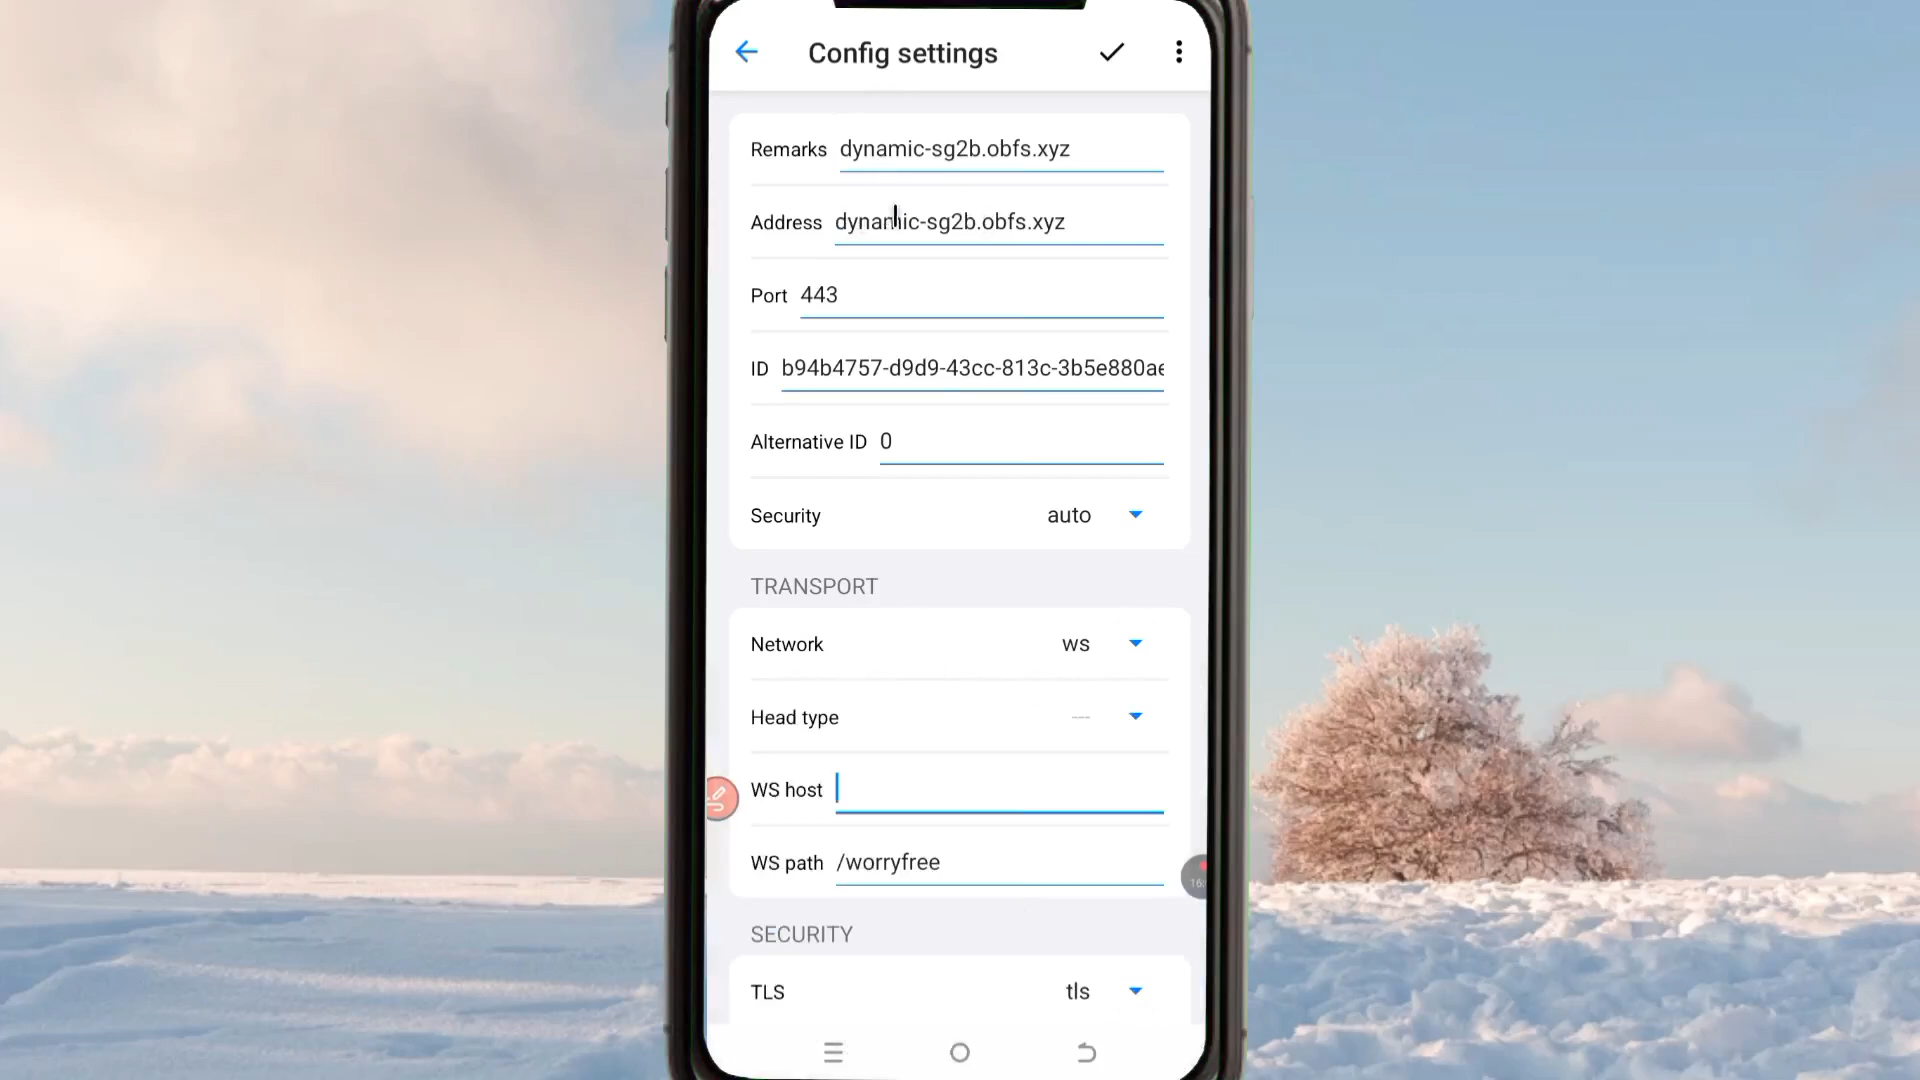 Config settings
Remarks dynamic-sg2b.obfs.xyz
Address dynamic-sg2b.obfs.xyz
Port 443
ID b94b4757-d9d9-43cc-813c-3b5e880ae
Alternative ID 0
Security auto
TRANSPORT
Network ws
Head type ---
WS host
WS path /worryfree
SECURITY
TLS tls